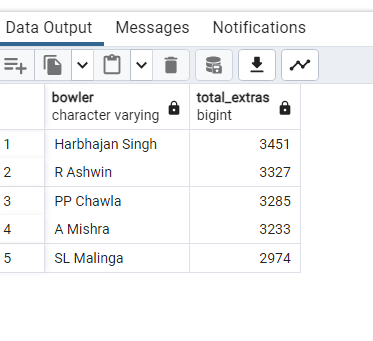 Data Output Messages Notifications
bowler total_extras
character varying bigint
1 Harbhajan Singh 3451
2 R Ashwin 3327
3 PP Chawla 3285
4 A Mishra 3233
5 SL Malinga 2974